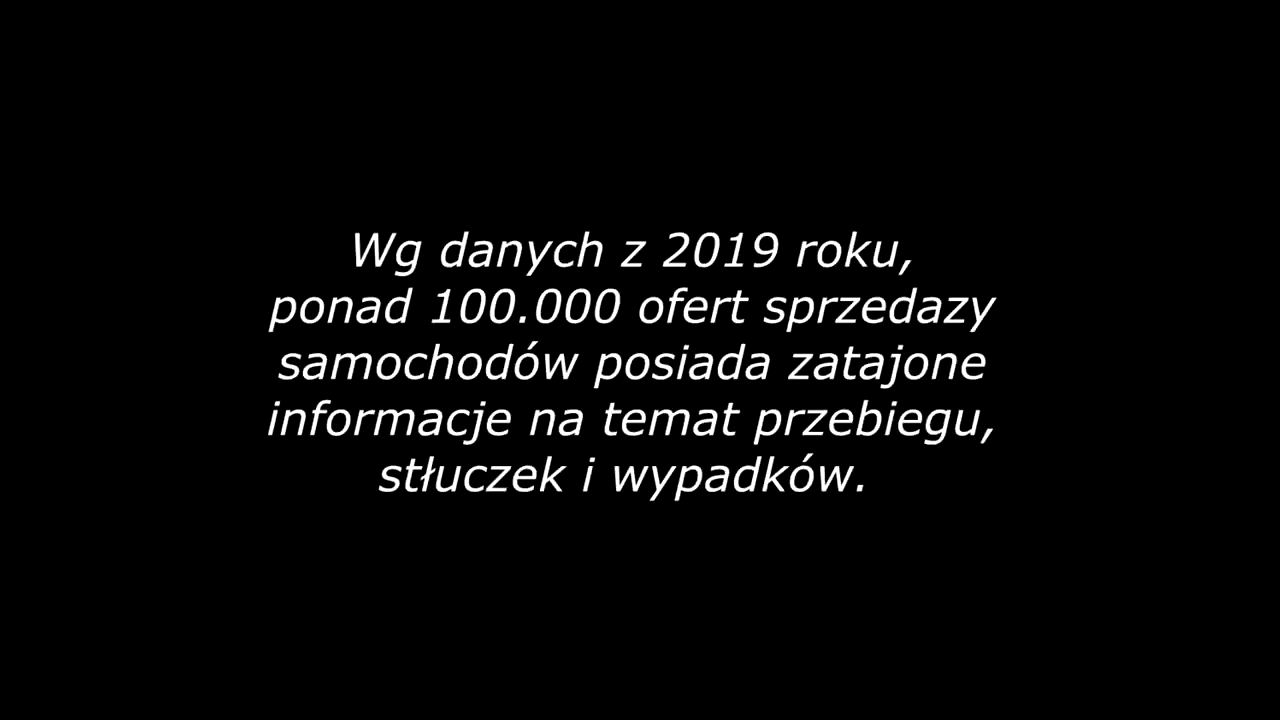 Wg danych z 2019 roku,
ponad 100.000 ofert sprzedazy
samochodów posiada zatajone
informacje na temat przebiegu,
stłuczek i wypadków.